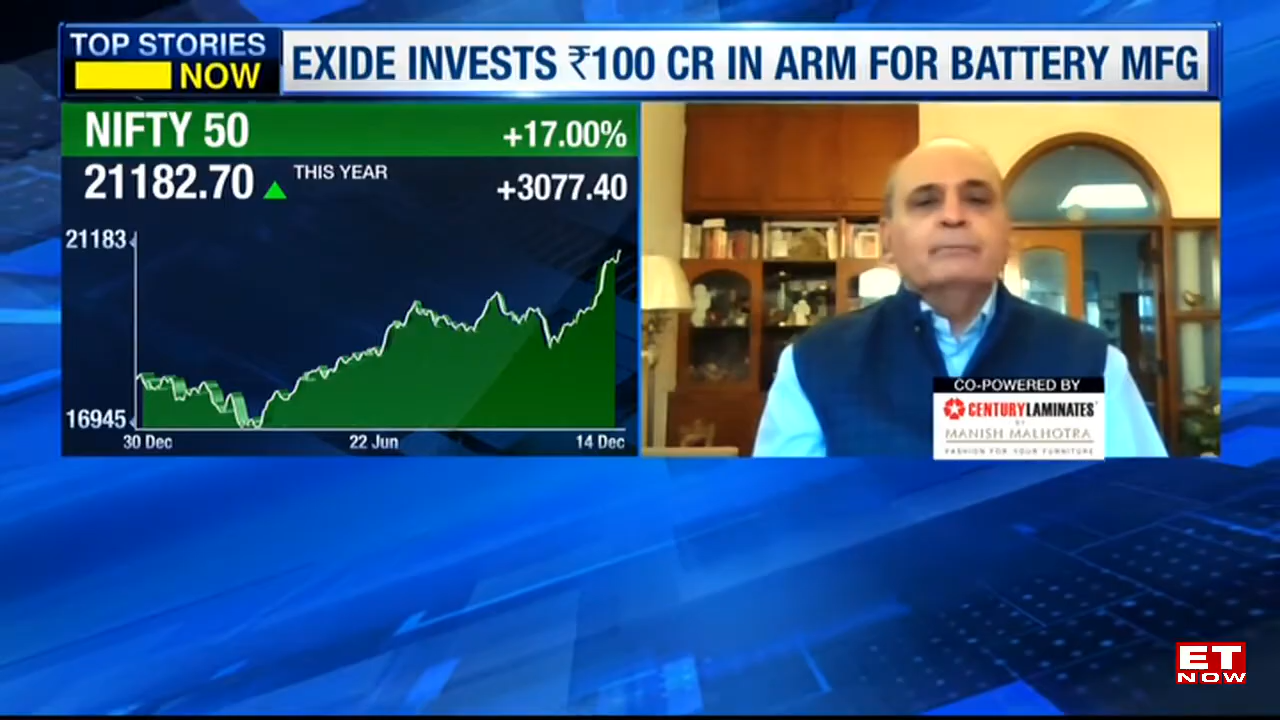 TOP STORIES
NOW
EXIDE INVESTS ₹100 CR IN ARM FOR BATTERY MFG
NIFTY 50
+17.00%
21182.70 ▲ THIS YEAR
+3077.40
21183
16945
30 Dec
22 Jun
14 Dec
CO-POWERED BY
CENTURYLAMINATES
BY
MANISH MALHOTRA
FASHION FOR YOUR FURNITURE
ET
NOW